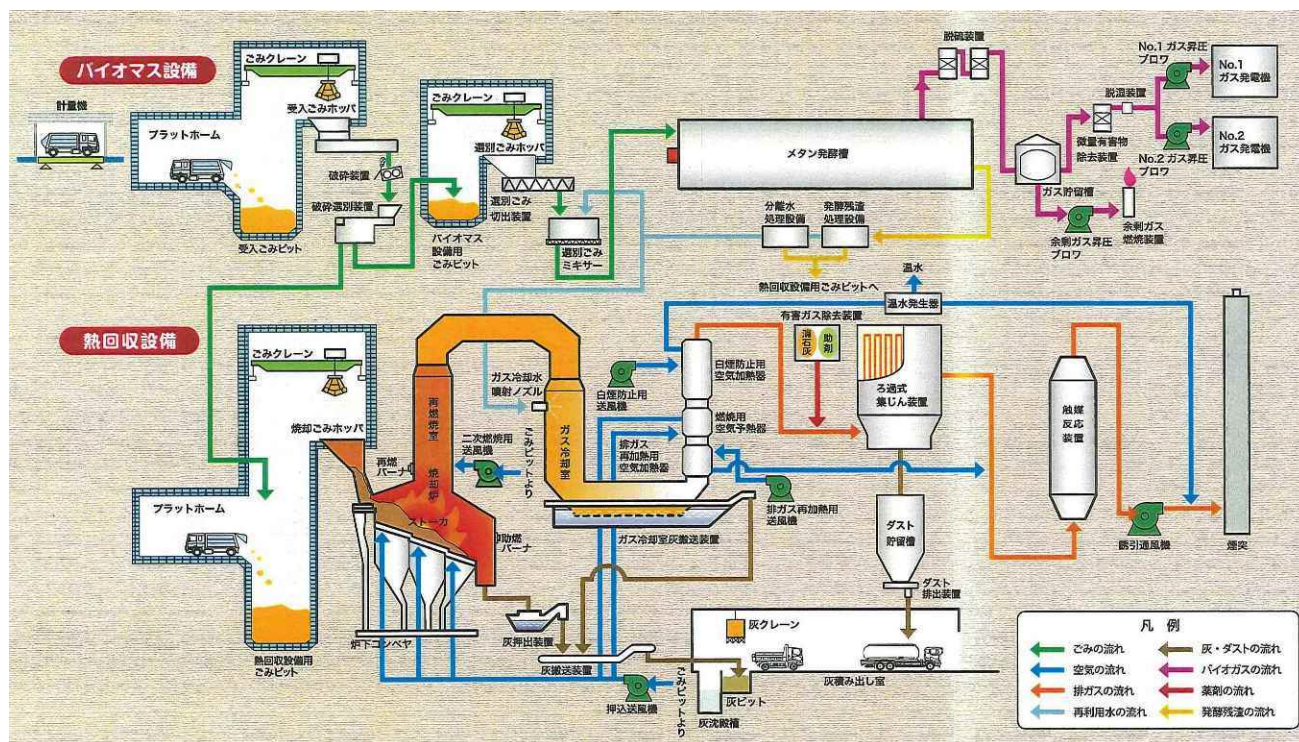 バイオマス設備
計量機
プラットホーム
ごみクレーン
受入ごみホッパ
破砕装置
破砕選別装置
受入ごみピット
ごみクレーン
選別ごみホッパ
選別ごみ
切出装置
バイオマス
設備用
ごみピット
選別ごみ
ミキサー
メタン発酵槽
脱硫装置
ガス貯留槽
微量有害物
除去装置
脱湿装置
No.1 ガス昇圧
ブロワ
No.1
ガス発電機
No.2
ガス発電機
No.2 ガス昇圧
ブロワ
余剰ガス昇圧
ブロワ
余剰ガス
燃焼装置
分離水
処理設備
発酵残渣
処理設備
熱回収設備用ごみピットへ
熱回収設備
ごみクレーン
焼却ごみホッパ
プラットホーム
熱回収設備用
ごみピット
再燃焼室
焼却炉
再燃
バーナ
ストーカ
助燃
バーナ
炉下コンベヤ
二次燃焼用
送風機
ごみピットより
ガス冷却水
噴射ノズル
ガス冷却室
ガス冷却室灰搬送装置
白煙防止用
送風機
白煙防止用
空気加熱器
燃焼用
空気予熱器
排ガス
再加熱用
空気加熱器
排ガス再加熱用
送風機
有害ガス除去装置
消石灰
助剤
温水
温水発生器
ろ過式
集じん装置
ダスト
貯留槽
ダスト
排出装置
触媒
反応
装置
誘引通風機
煙突
灰押出装置
灰搬送装置
押込送風機
ごみピットより
灰クレーン
灰ピット
灰沈殿槽
灰積み出し室
凡 例
ごみの流れ
空気の流れ
排ガスの流れ
再利用水の流れ
灰・ダストの流れ
バイオガスの流れ
薬剤の流れ
発酵残渣の流れ